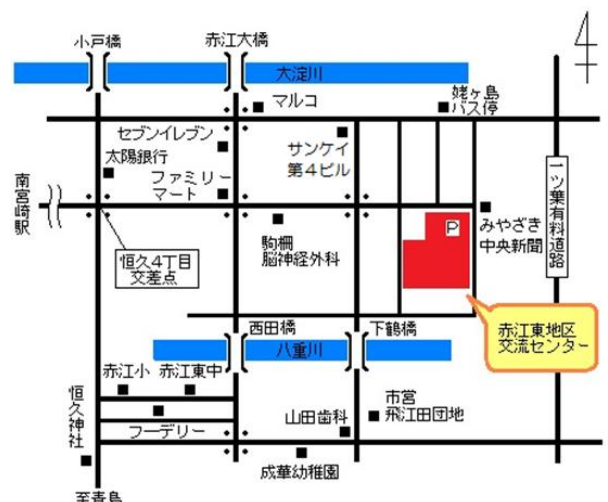 小戸橋
赤江大橋
大淀川
マルコ
姥ヶ島
バス停
セブンイレブン
太陽銀行
サンケイ
第4ビル
ファミリー
マート
一ツ葉有料道路
南宮崎駅
みやざき
中央新聞
P
恒久4丁目
交差点
駒柵
脳神経外科
赤江東地区
交流センター
西田橋
下鶴橋
八重川
赤江小
赤江東中
恒久神社
市営
飛江田団地
山田歯科
フーデリー
成華幼稚園
至青島
4